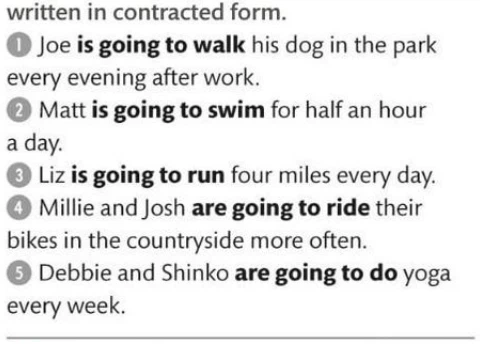 written in contracted form.
1 Joe is going to walk his dog in the park
every evening after work.
2 Matt is going to swim for half an hour
a day.
3 Liz is going to run four miles every day.
4 Millie and Josh are going to ride their
bikes in the countryside more often.
5 Debbie and Shinko are going to do yoga
every week.